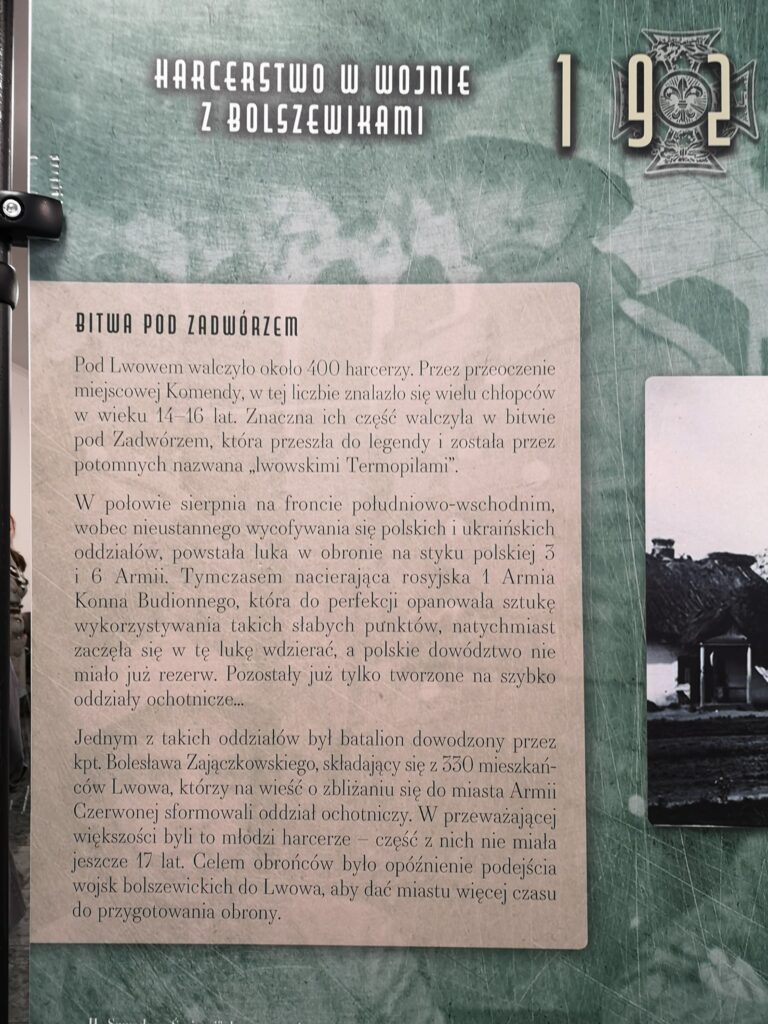 HARCERSTWO W WOJNIE
Z BOLSZEWIKAMI
192
BITWA POD ZADWÓRZEM
Pod Lwowem walczyło około 400 harcerzy. Przez przeoczenie
miejscowej Komendy, w tej liczbie znalazło się wielu chłopców
w wieku 14–16 lat. Znaczna ich część walczyła w bitwie
pod Zadwórzem, która przeszła do legendy i została przez
potomnych nazwana „lwowskimi Termopilami”.
W połowie sierpnia na froncie południowo-wschodnim,
wobec nieustannego wycofywania się polskich i ukraińskich
oddziałów, powstała luka w obronie na styku polskiej 3
i 6 Armii. Tymczasem nacierająca rosyjska 1 Armia
Konna Budionnego, która do perfekcji opanowała sztukę
wykorzystywania takich słabych punktów, natychmiast
zaczęła się w tę lukę wdzierać, a polskie dowództwo nie
miało już rezerw. Pozostały już tylko tworzone na szybko
oddziały ochotnicze...
Jednym z takich oddziałów był batalion dowodzony przez
kpt. Bolesława Zajączkowskiego, składający się z 330 mieszkań-
ców Lwowa, którzy na wieść o zbliżaniu się do miasta Armii
Czerwonej sformowali oddział ochotniczy. W przeważającej
większości byli to młodzi harcerze – część z nich nie miała
jeszcze 17 lat. Celem obrońców było opóźnienie podejścia
wojsk bolszewickich do Lwowa, aby dać miastu więcej czasu
do przygotowania obrony.